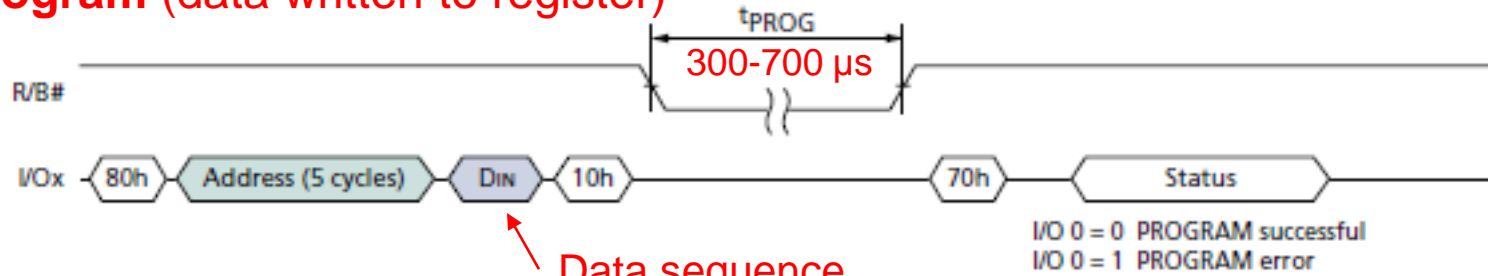 ogram (data written to register)
tPROG
300-700 µs
R/B#
I/Ox 80h Address (5 cycles) DIN 10h 70h Status
I/O 0 = 0 PROGRAM successful
I/O 0 = 1 PROGRAM error
Data sequence